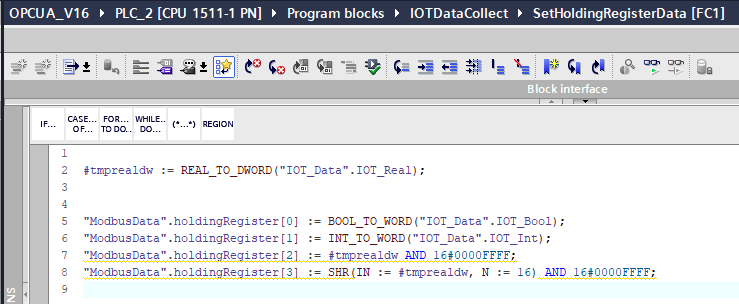 OPCUA_V16 PLC_2 [CPU 1511-1 PN] Program blocks IOTDataCollect SetHoldingRegisterData [FC1]
Block interface
IF... CASE... OF... FOR... TO DO... WHILE... DO... (*...*) REGION
1
2 #tmprealdw := REAL_TO_DWORD("IOT_Data".IOT_Real);
3
4
5 "ModbusData".holdingRegister[0] := BOOL_TO_WORD("IOT_Data".IOT_Bool);
6 "ModbusData".holdingRegister[1] := INT_TO_WORD("IOT_Data".IOT_Int);
7 "ModbusData".holdingRegister[2] := #tmprealdw AND 16#0000FFFF;
8 "ModbusData".holdingRegister[3] := SHR(IN := #tmprealdw, N := 16) AND 16#0000FFFF;
9
NS